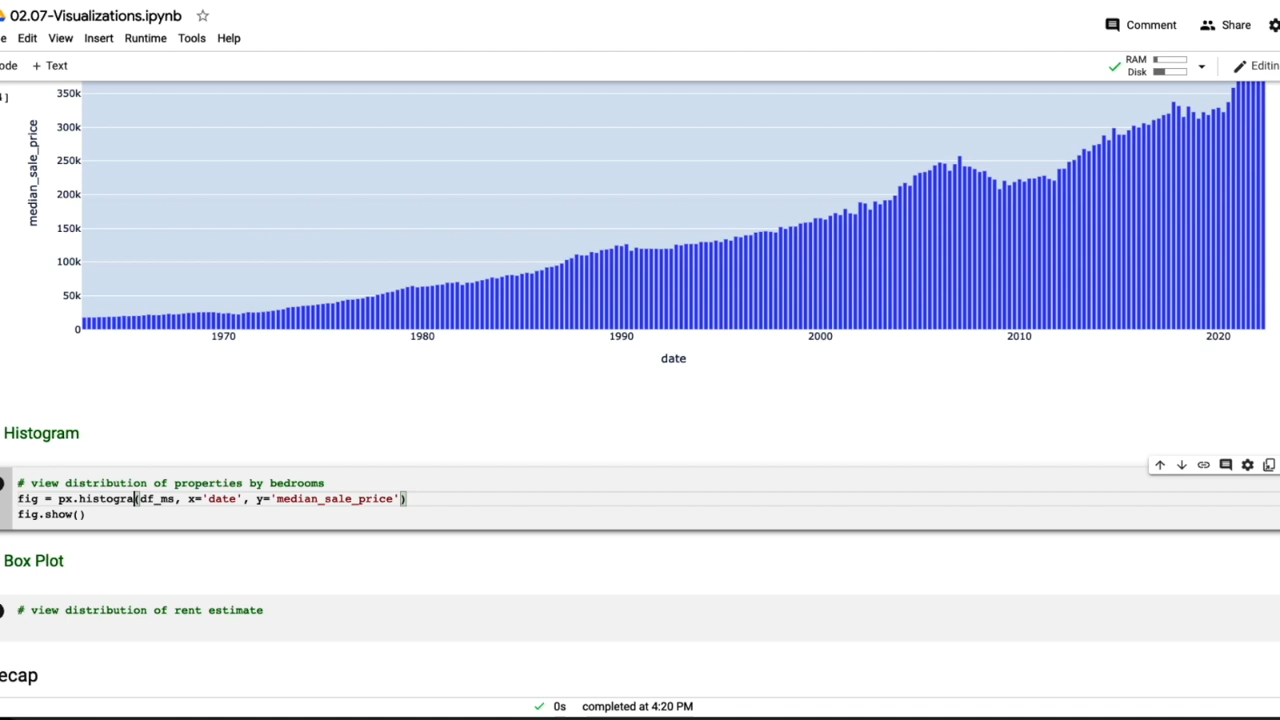 02.07-Visualizations.ipynb
Comment Share
e Edit View Insert Runtime Tools Help
ode + Text
RAM
Disk
Editin
350k
300k
250k
200k
150k
100k
50k
0
median_sale_price
1970 1980 1990 2000 2010 2020
date
Histogram
# view distribution of properties by bedrooms
fig = px.histogra(df_ms, x='date', y='median_sale_price')
fig.show()
Box Plot
# view distribution of rent estimate
ecap
0s completed at 4:20 PM